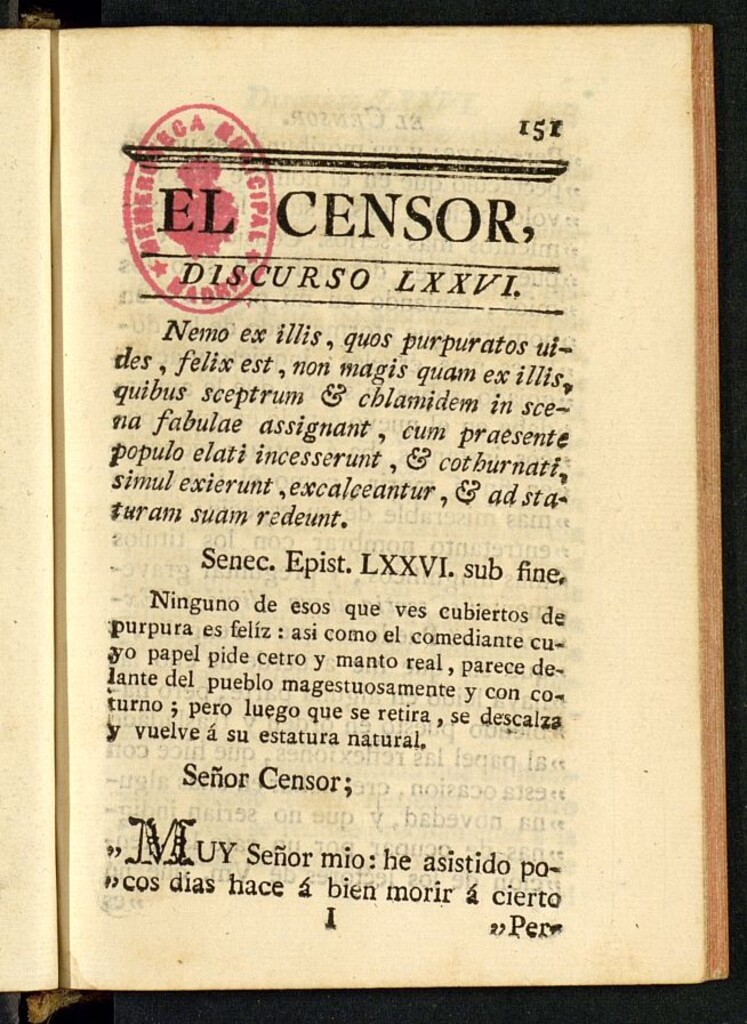 151
HEMEROTECA MUNICIPAL
MADRID
EL CENSOR,
DISCURSO LXXVI.
Nemo ex illis, quos purpuratos ui-
des, felix est, non magis quam ex illis,
quibus sceptrum & chlamidem in sce-
na fabulae assignant, cum praesente
populo elati incesserunt, & cothurnati,
simul exierunt, excalceantur, & ad sta-
turam suam redeunt.
Senec. Epist. LXXVI. sub fine.
Ninguno de esos que ves cubiertos de
purpura es felíz: asi como el comediante cu-
yo papel pide cetro y manto real, parece de-
lante del pueblo magestuosamente y con co-
turno; pero luego que se retira, se descalza
y vuelve á su estatura natural.
Señor Censor;
„MUY Señor mio: he asistido po-
„cos dias hace á bien morir á cierto
I
„Per-